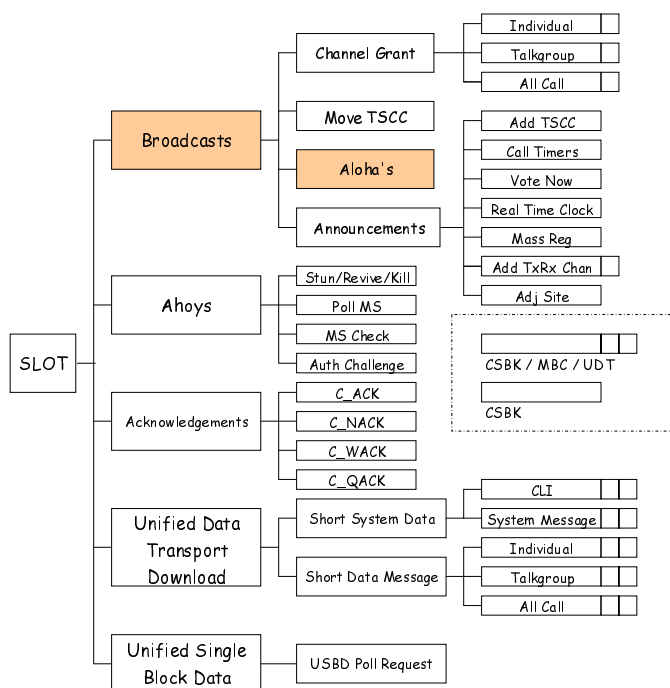 Channel Grant
Individual
Talkgroup
All Call
Broadcasts
Move TSCC
Aloha's
Announcements
Add TSCC
Call Timers
Vote Now
Real Time Clock
Mass Reg
Add TxRx Chan
Adj Site
SLOT
Ahoys
Stun/Revive/Kill
Poll MS
MS Check
Auth Challenge
CSBK / MBC / UDT
CSBK
Acknowledgements
C_ACK
C_NACK
C_WACK
C_QACK
Unified Data
Transport
Download
Short System Data
CLI
System Message
Short Data Message
Individual
Talkgroup
All Call
Unified Single
Block Data
USBD Poll Request